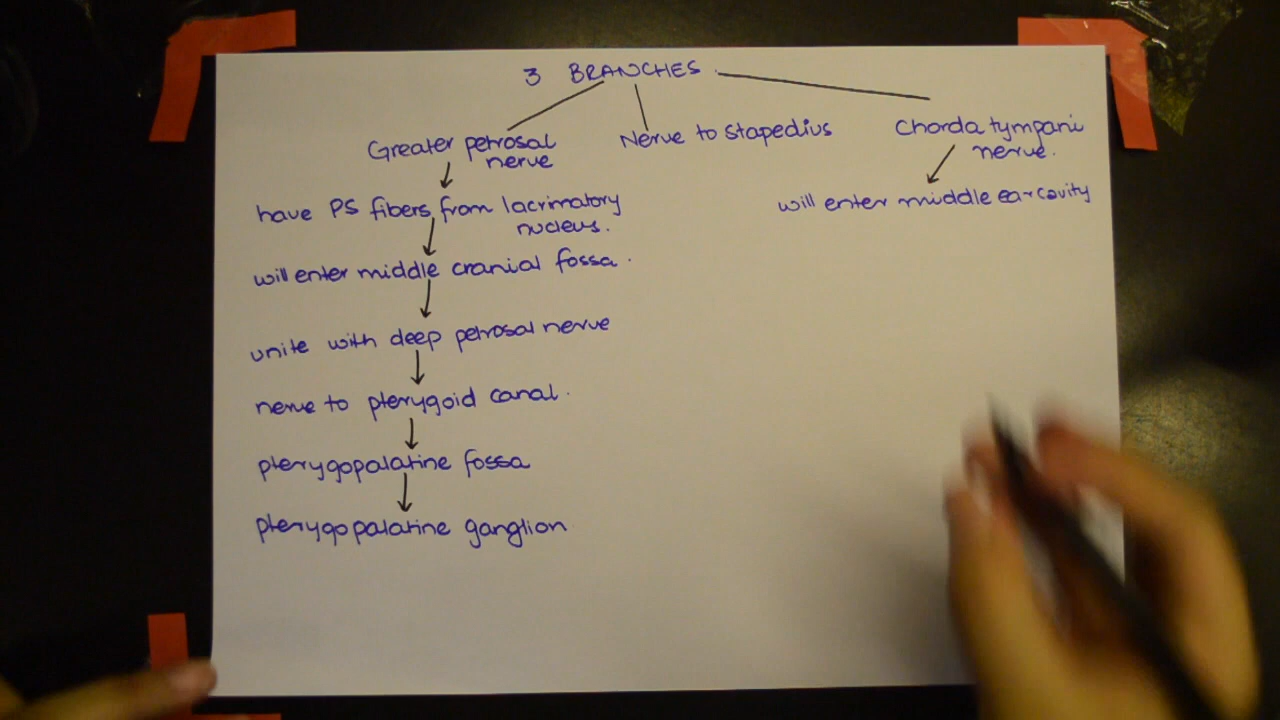 3 BRANCHES
Greater petrosal
nerve
Nerve to stapedius
Chorda tympani
nerve.
have PS fibers from lacrimatory
nucleus.
will enter middle ear cavity
will enter middle cranial fossa.
unite with deep petrosal nerve
nerve to pterygoid canal.
pterygopalatine fossa
pterygopalatine ganglion